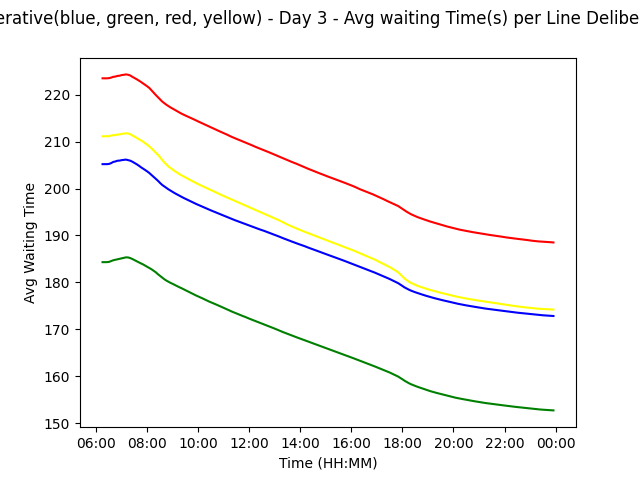 erative(blue, green, red, yellow) - Day 3 - Avg waiting Time(s) per Line Delibe
220
210
200
190
180
170
160
150
Avg Waiting Time
06:00 08:00 10:00 12:00 14:00 16:00 18:00 20:00 22:00 00:00
Time (HH:MM)